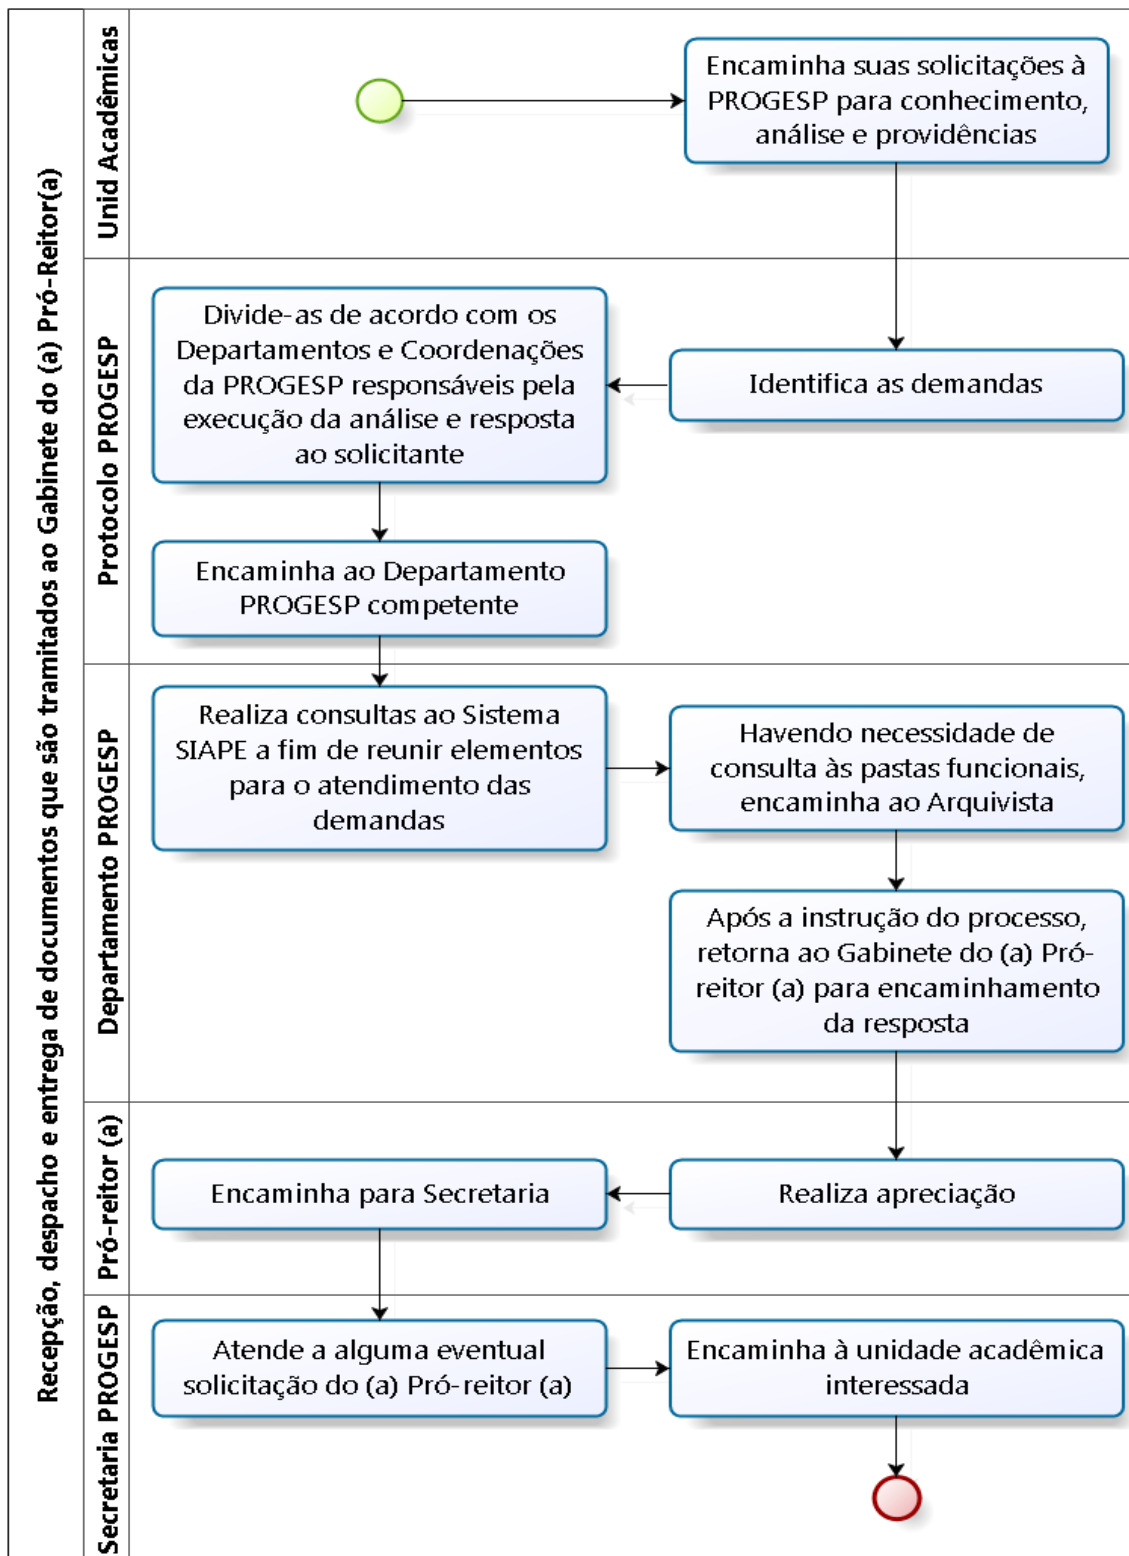 Recepção, despacho e entrega de documentos que são tramitados ao Gabinete do (a) Pró-Reitor(a)
Unid Acadêmicas
Encaminha suas solicitações à
PROGESP para conhecimento,
análise e providências
Protocolo PROGESP
Identifica as demandas
Divide-as de acordo com os
Departamentos e Coordenações
da PROGESP responsáveis pela
execução da análise e resposta
ao solicitante
Encaminha ao Departamento
PROGESP competente
Departamento PROGESP
Realiza consultas ao Sistema
SIAPE a fim de reunir elementos
para o atendimento das
demandas
Havendo necessidade de
consulta às pastas funcionais,
encaminha ao Arquivista
Após a instrução do processo,
retorna ao Gabinete do (a) Pró-
reitor (a) para encaminhamento
da resposta
Pró-reitor (a)
Realiza apreciação
Encaminha para Secretaria
Secretaria PROGESP
Atende a alguma eventual
solicitação do (a) Pró-reitor (a)
Encaminha à unidade acadêmica
interessada